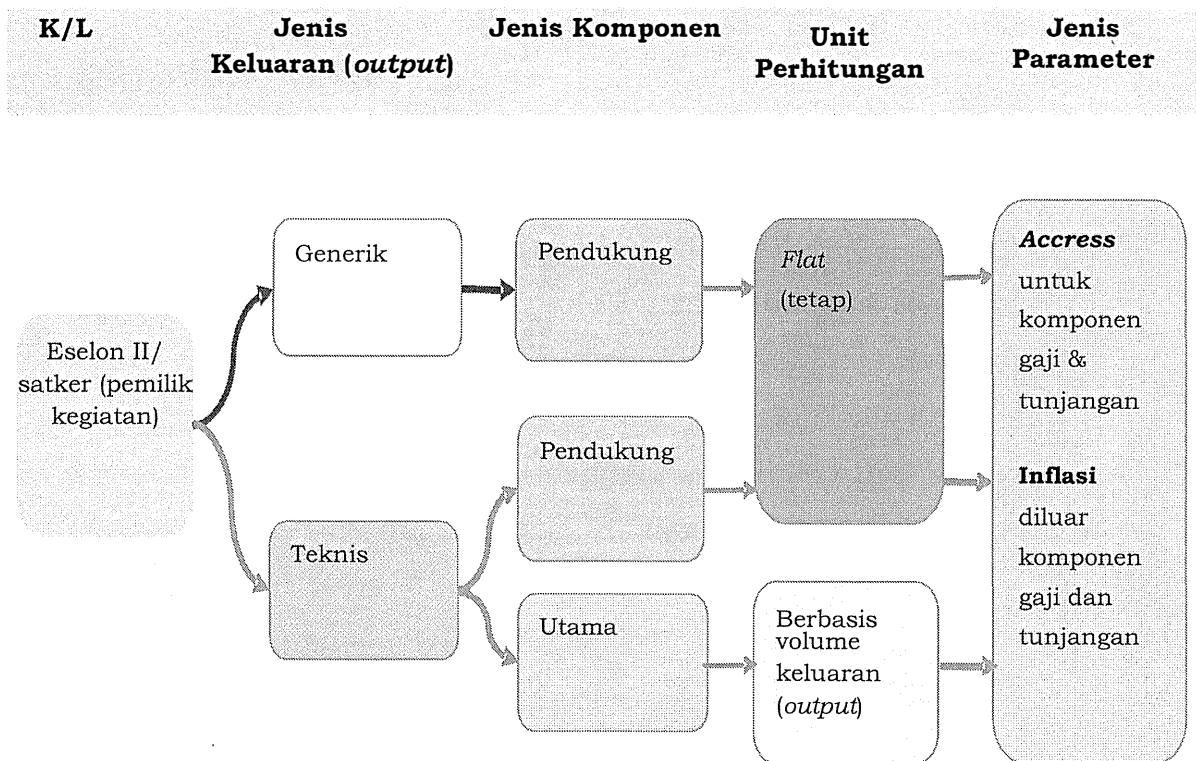 K/L
Jenis
Keluaran (output)
Jenis Komponen
Unit
Perhitungan
Jenis
Parameter
Eselon II/
satker (pemilik
kegiatan)
Generik
Teknis
Pendukung
Pendukung
Utama
Flat
(tetap)
Berbasis
volume
keluaran
(output)
Accress
untuk
komponen
gaji &
tunjangan
Inflasi
diluar
komponen
gaji dan
tunjangan